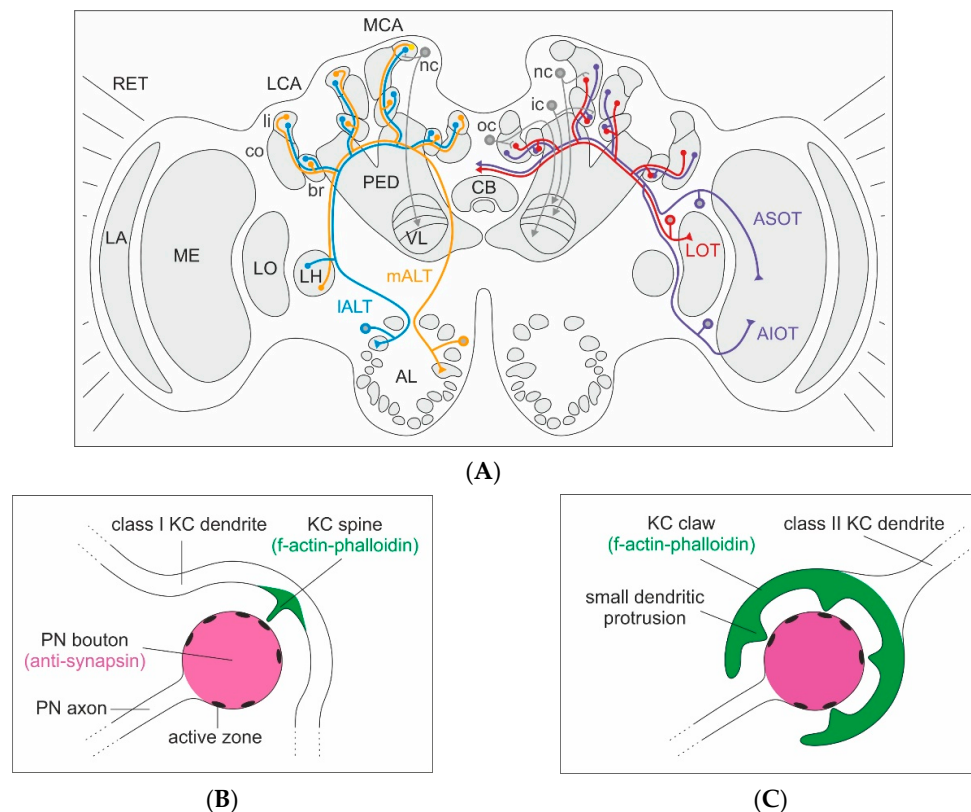 MCA
nc
nc
RET
LCA
ic
li
oc
co
br
PED
CB
LA
ME
LO
LH
VL
mALT
LOT
ASOT
lALT
AIOT
AL
(A)
class I KC dendrite
KC spine
(f-actin-phalloidin)
PN bouton
(anti-synapsin)
PN axon
active zone
(B)
KC claw
(f-actin-phalloidin)
class II KC dendrite
small dendritic
protrusion
(C)